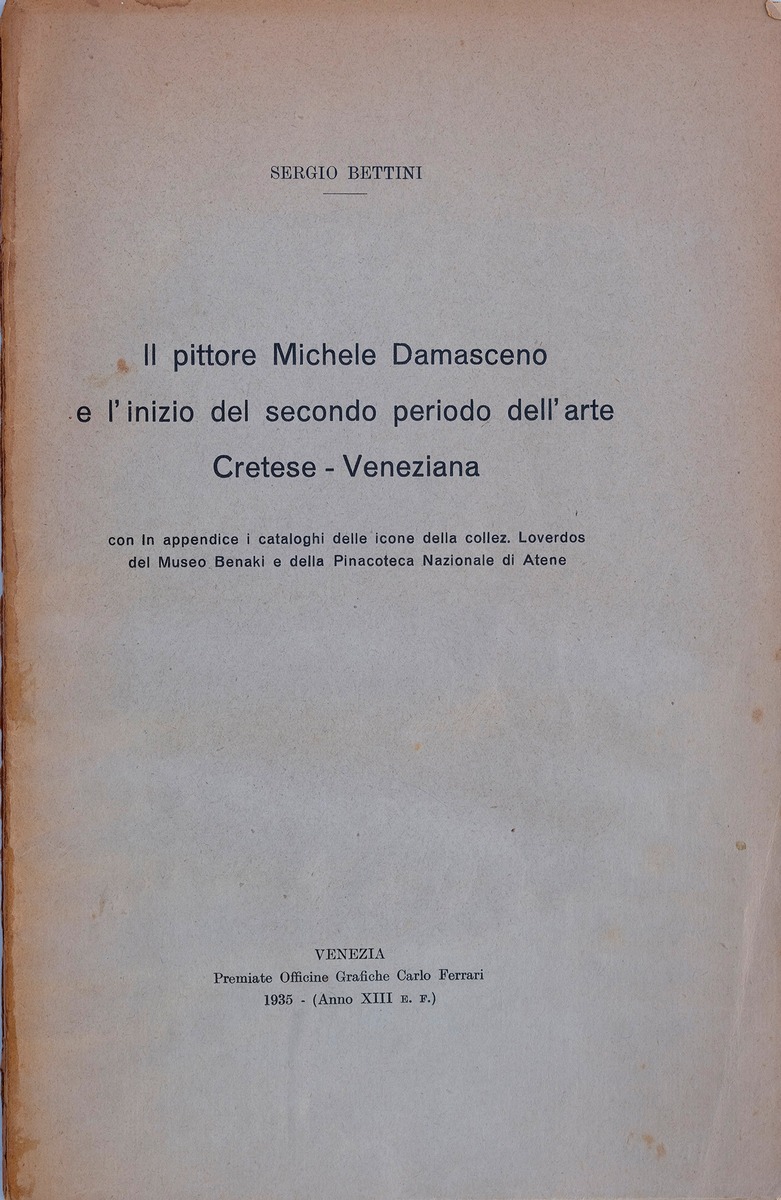 SERGIO BETTINI
Il pittore Michele Damasceno
e l'inizio del secondo periodo dell'arte
Cretese - Veneziana
con In appendice i cataloghi delle icone della collez. Loverdos
del Museo Benaki e della Pinacoteca Nazionale di Atene
VENEZIA
Premiate Officine Grafiche Carlo Ferrari
1935 - (Anno XIII E. F.)